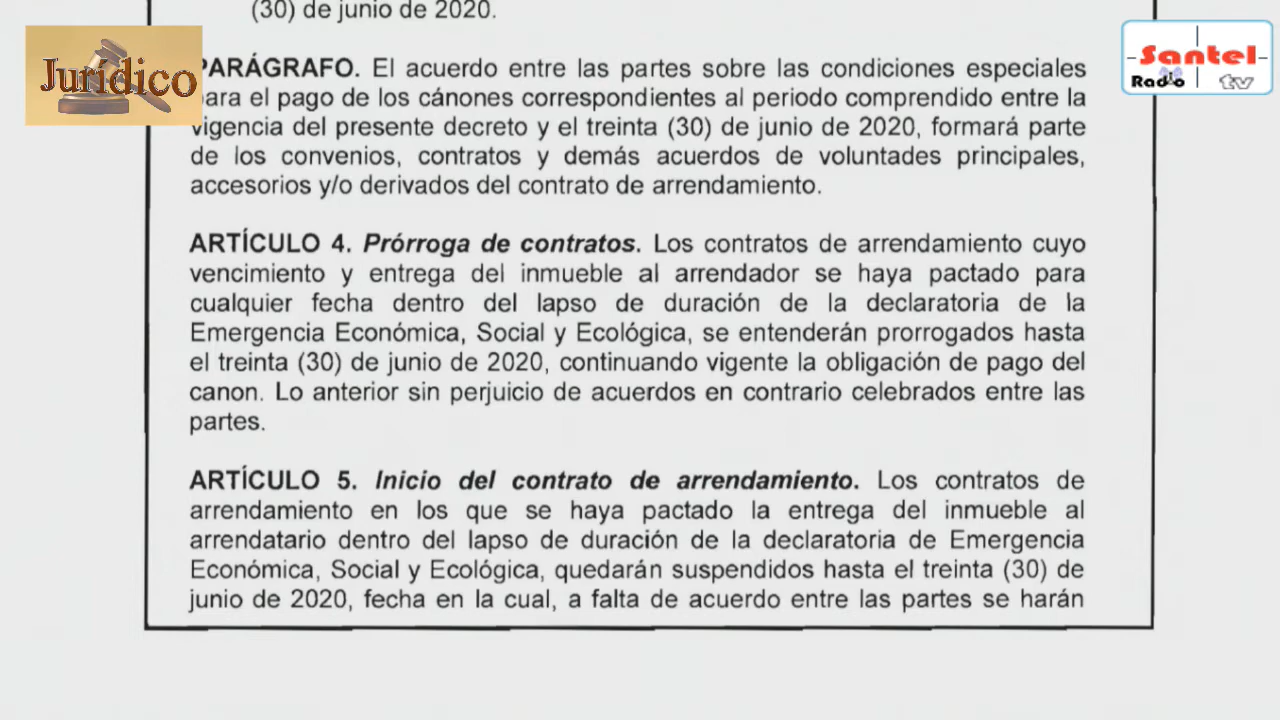 (30) de junio de 2020.
Jurídico
Santel
Radio tv
PARÁGRAFO. El acuerdo entre las partes sobre las condiciones especiales
para el pago de los cánones correspondientes al periodo comprendido entre la
vigencia del presente decreto y el treinta (30) de junio de 2020, formará parte
de los convenios, contratos y demás acuerdos de voluntades principales,
accesorios y/o derivados del contrato de arrendamiento.
ARTÍCULO 4. Prórroga de contratos. Los contratos de arrendamiento cuyo
vencimiento y entrega del inmueble al arrendador se haya pactado para
cualquier fecha dentro del lapso de duración de la declaratoria de la
Emergencia Económica, Social y Ecológica, se entenderán prorrogados hasta
el treinta (30) de junio de 2020, continuando vigente la obligación de pago del
canon. Lo anterior sin perjuicio de acuerdos en contrario celebrados entre las
partes.
ARTÍCULO 5. Inicio del contrato de arrendamiento. Los contratos de
arrendamiento en los que se haya pactado la entrega del inmueble al
arrendatario dentro del lapso de duración de la declaratoria de Emergencia
Económica, Social y Ecológica, quedarán suspendidos hasta el treinta (30) de
junio de 2020, fecha en la cual, a falta de acuerdo entre las partes se harán